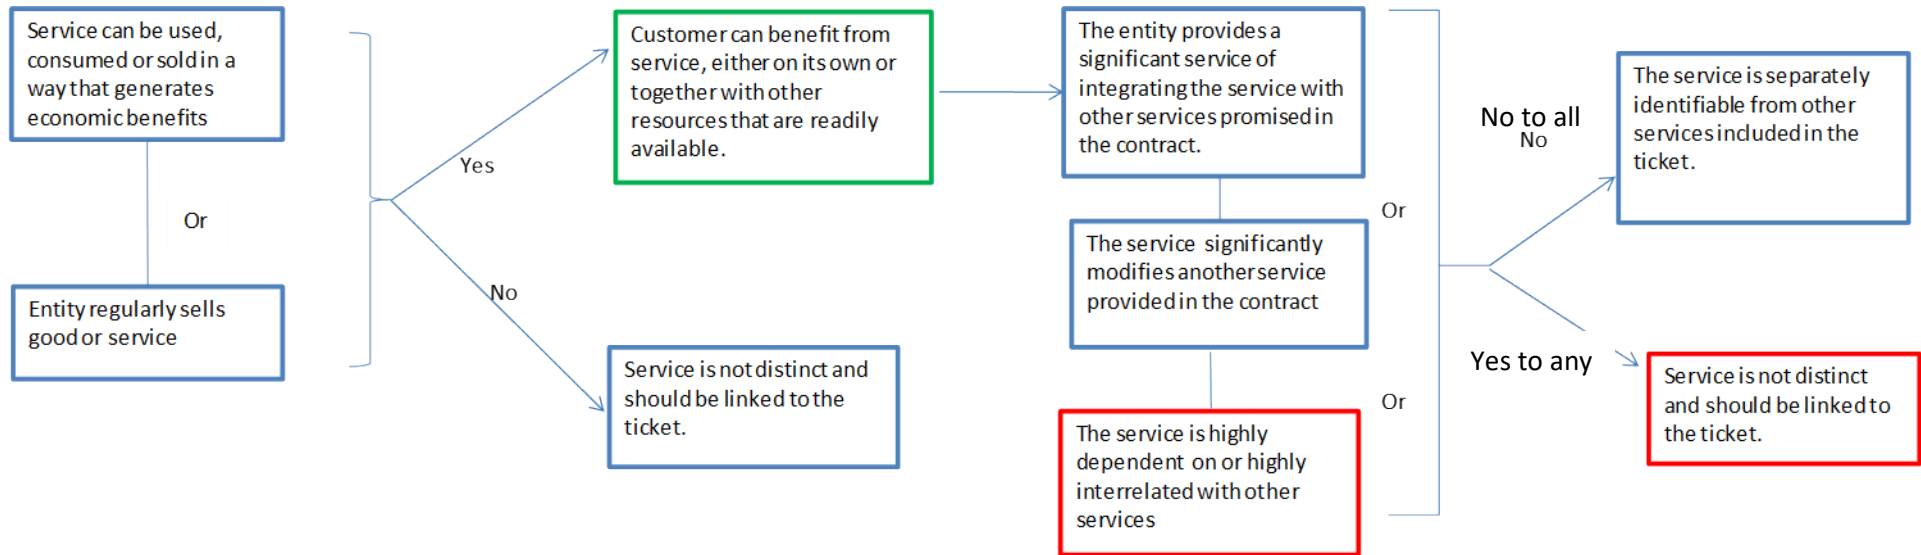 Service can be used,
consumed or sold in a
way that generates
economic benefits
Or
Entity regularly sells
good or service
Yes
No
Customer can benefit from
service, either on its own or
together with other
resources that are readily
available.
Service is not distinct and
should be linked to the
ticket.
The entity provides a
significant service of
integrating the service with
other services promised in
the contract.
Or
The service significantly
modifies another service
provided in the contract
Or
The service is highly
dependent on or highly
interrelated with other
services
No to all
No
Yes to any
The service is separately
identifiable from other
services included in the
ticket.
Service is not distinct
and should be linked to
the ticket.